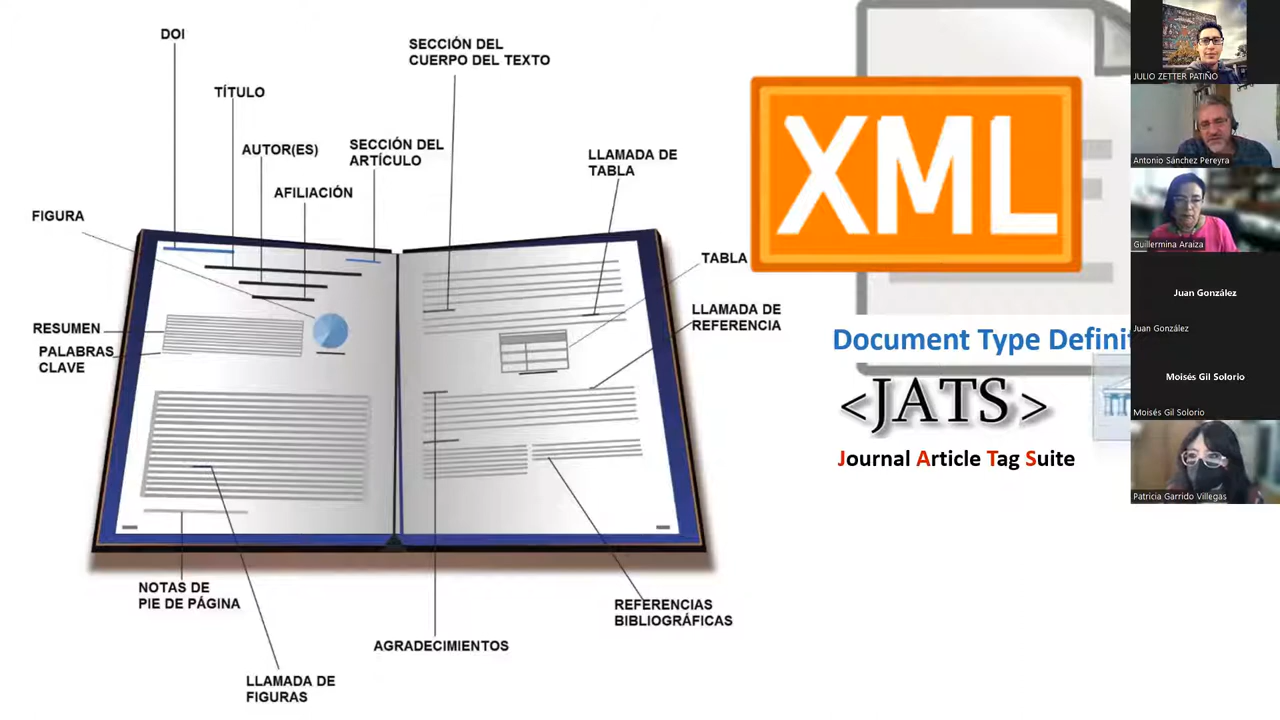 DOI
SECCIÓN DEL
CUERPO DEL TEXTO
TÍTULO
AUTOR(ES)
SECCIÓN DEL
ARTÍCULO
LLAMADA DE
TABLA
AFILIACIÓN
FIGURA
TABLA
LLAMADA DE
REFERENCIA
RESUMEN
PALABRAS
CLAVE
NOTAS DE
PIE DE PÁGINA
REFERENCIAS
BIBLIOGRÁFICAS
AGRADECIMIENTOS
LLAMADA DE
FIGURAS
XML
Document Type Definit
<JATS>
Journal Article Tag Suite
JULIO ZETTER PATIÑO
Antonio Sánchez Pereyra
Guillermina Araiza
Juan González
Juan González
Moisés Gil Solorio
Moisés Gil Solorio
Patricia Garrido Villegas